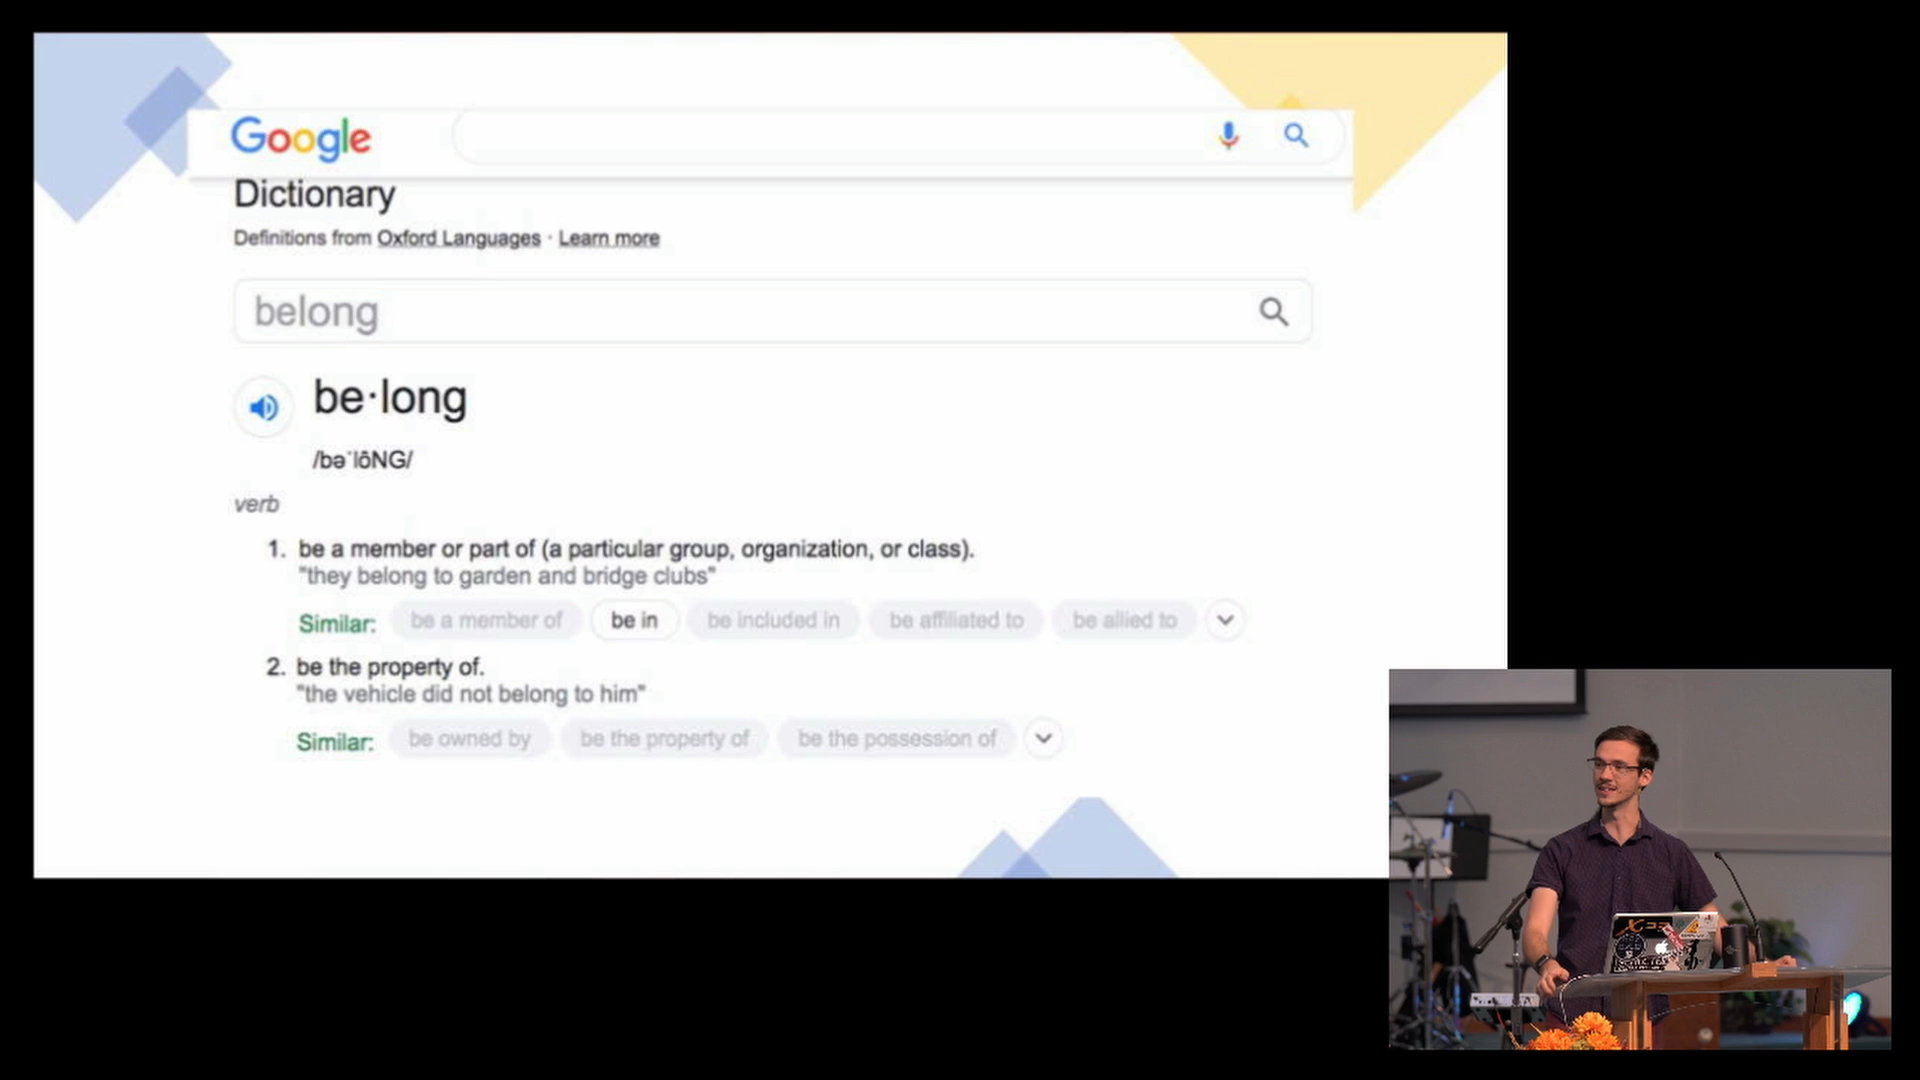 Google
Dictionary
Definitions from Oxford Languages · Learn more
belong
be·long
/bəˈlôNG/
verb
1. be a member or part of (a particular group, organization, or class).
"they belong to garden and bridge clubs"
Similar: be a member of be in be included in be affiliated to be allied to
2. be the property of.
"the vehicle did not belong to him"
Similar: be owned by be the property of be the possession of